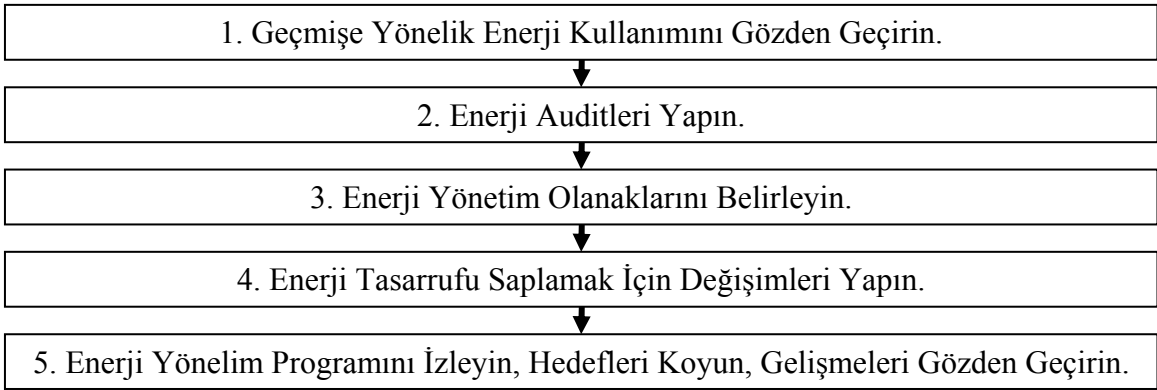 1. Geçmişe Yönelik Enerji Kullanımını Gözden Geçirin.
2. Enerji Auditleri Yapın.
3. Enerji Yönetim Olanaklarını Belirleyin.
4. Enerji Tasarrufu Saplamak İçin Değişimleri Yapın.
5. Enerji Yönelim Programını İzleyin, Hedefleri Koyun, Gelişmeleri Gözden Geçirin.